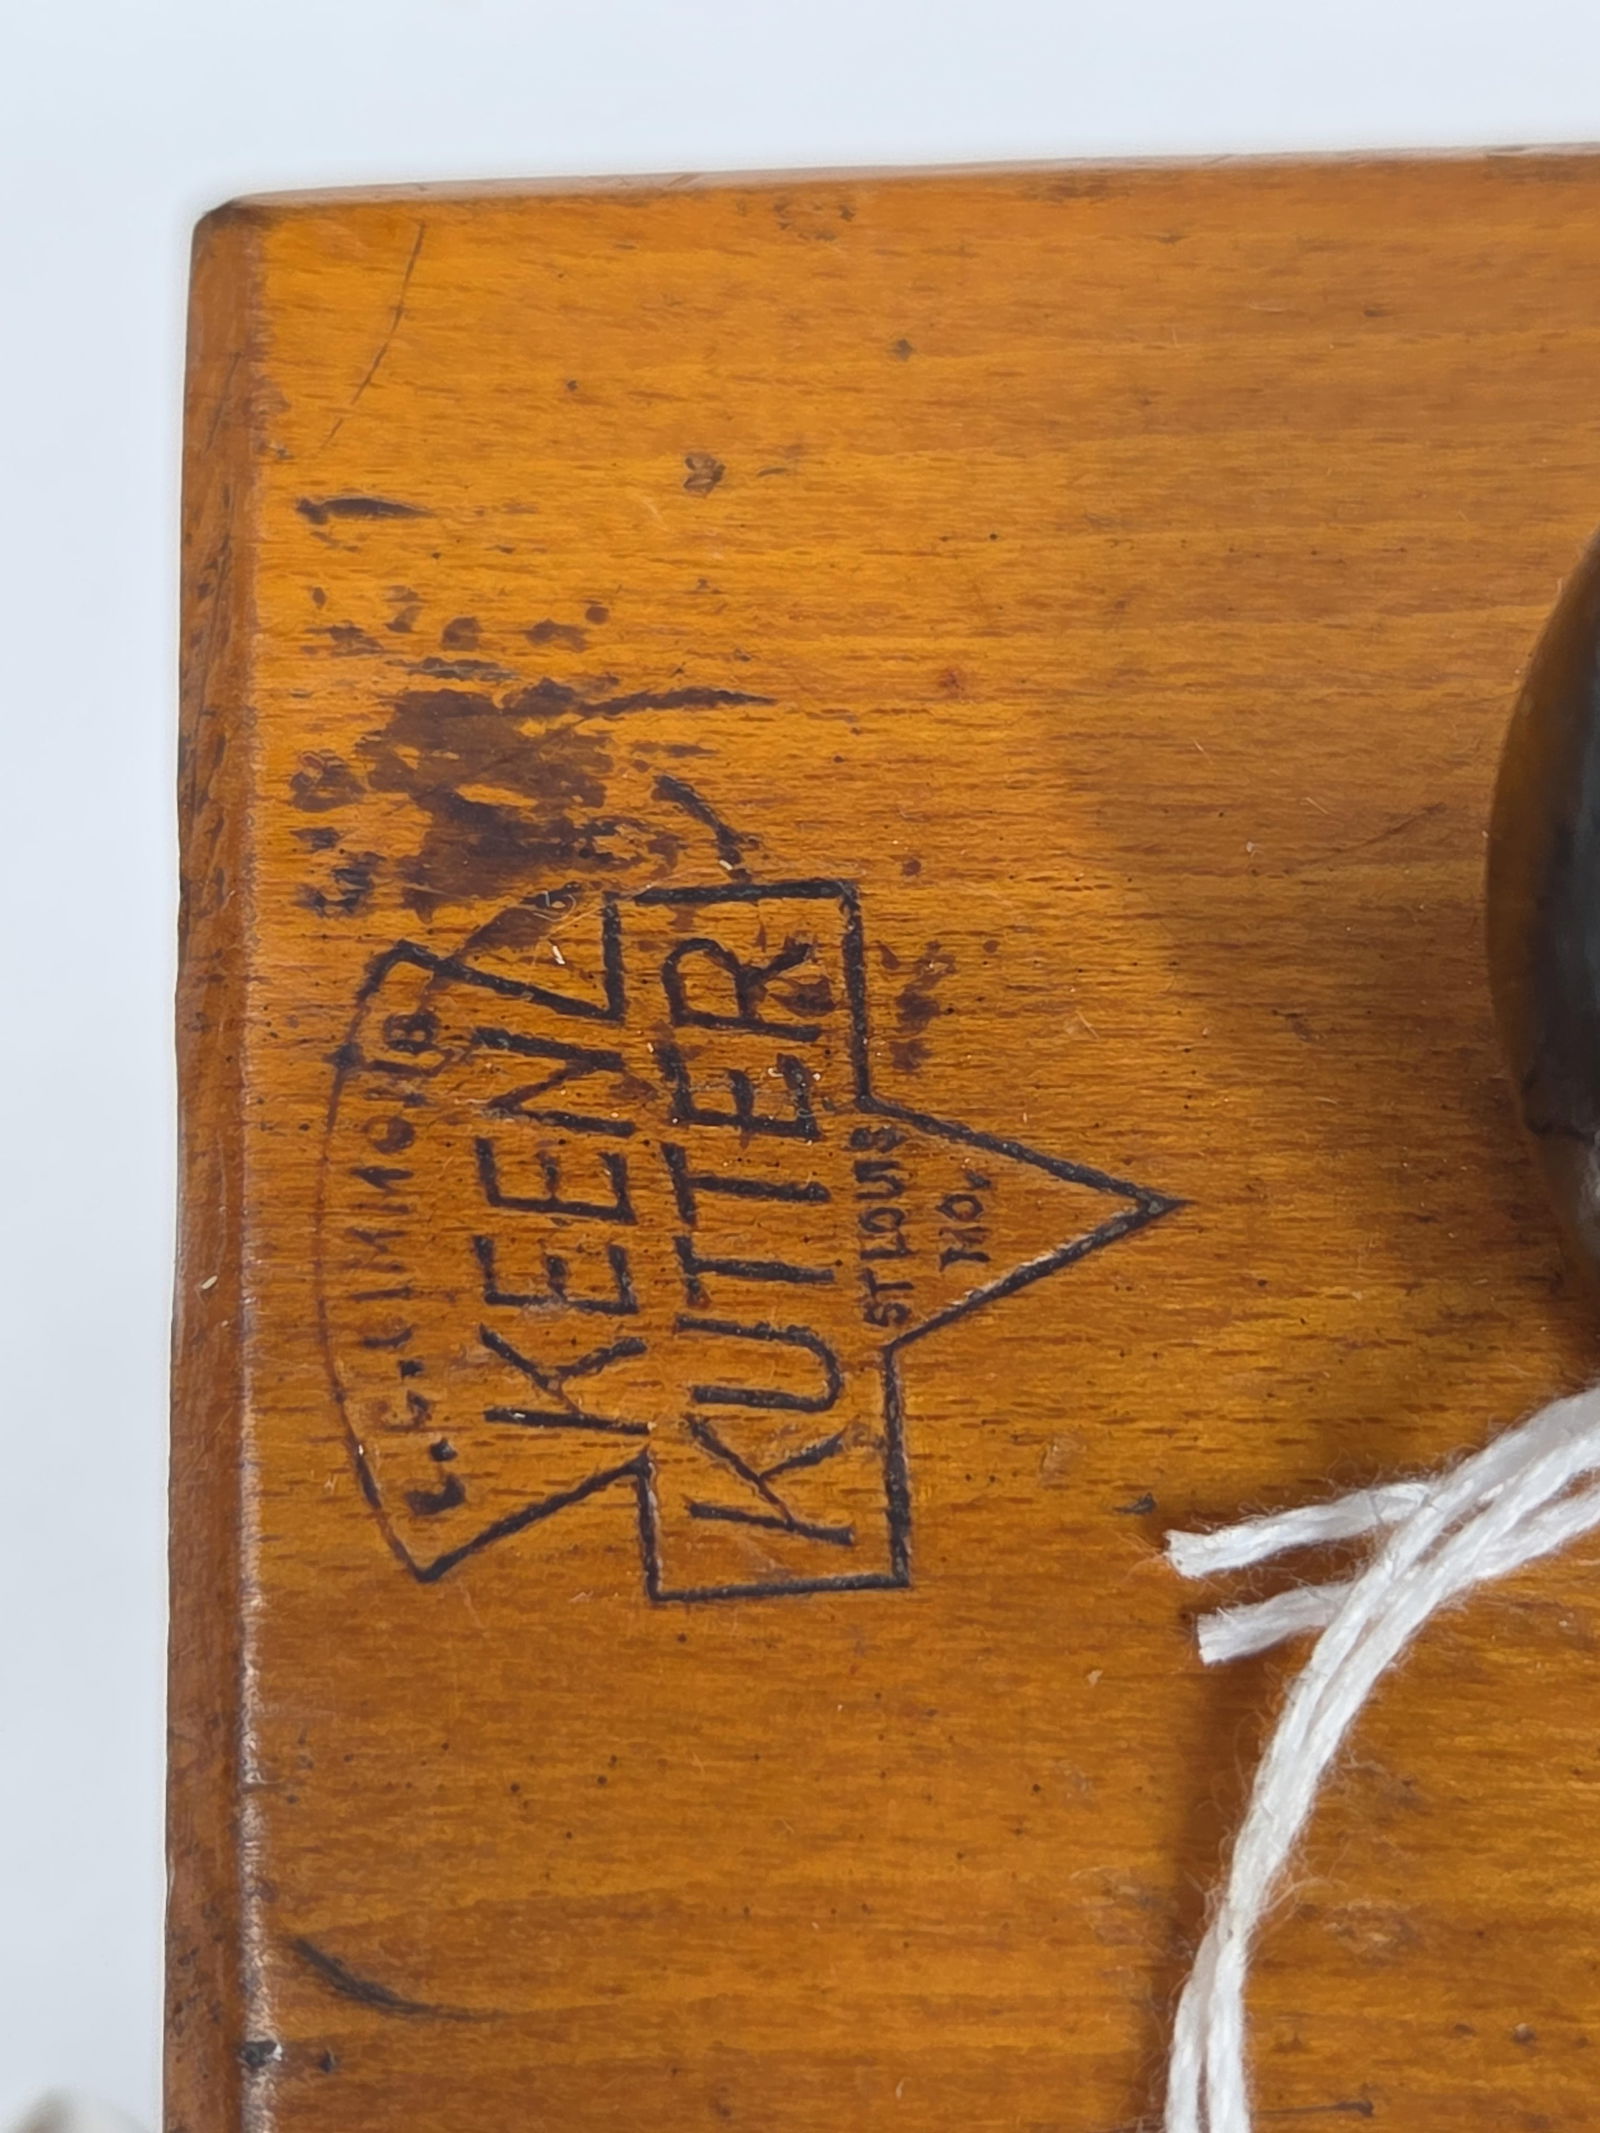 E.C. SIMMONS
KEEN
KUTTER
ST LOUIS
MO.